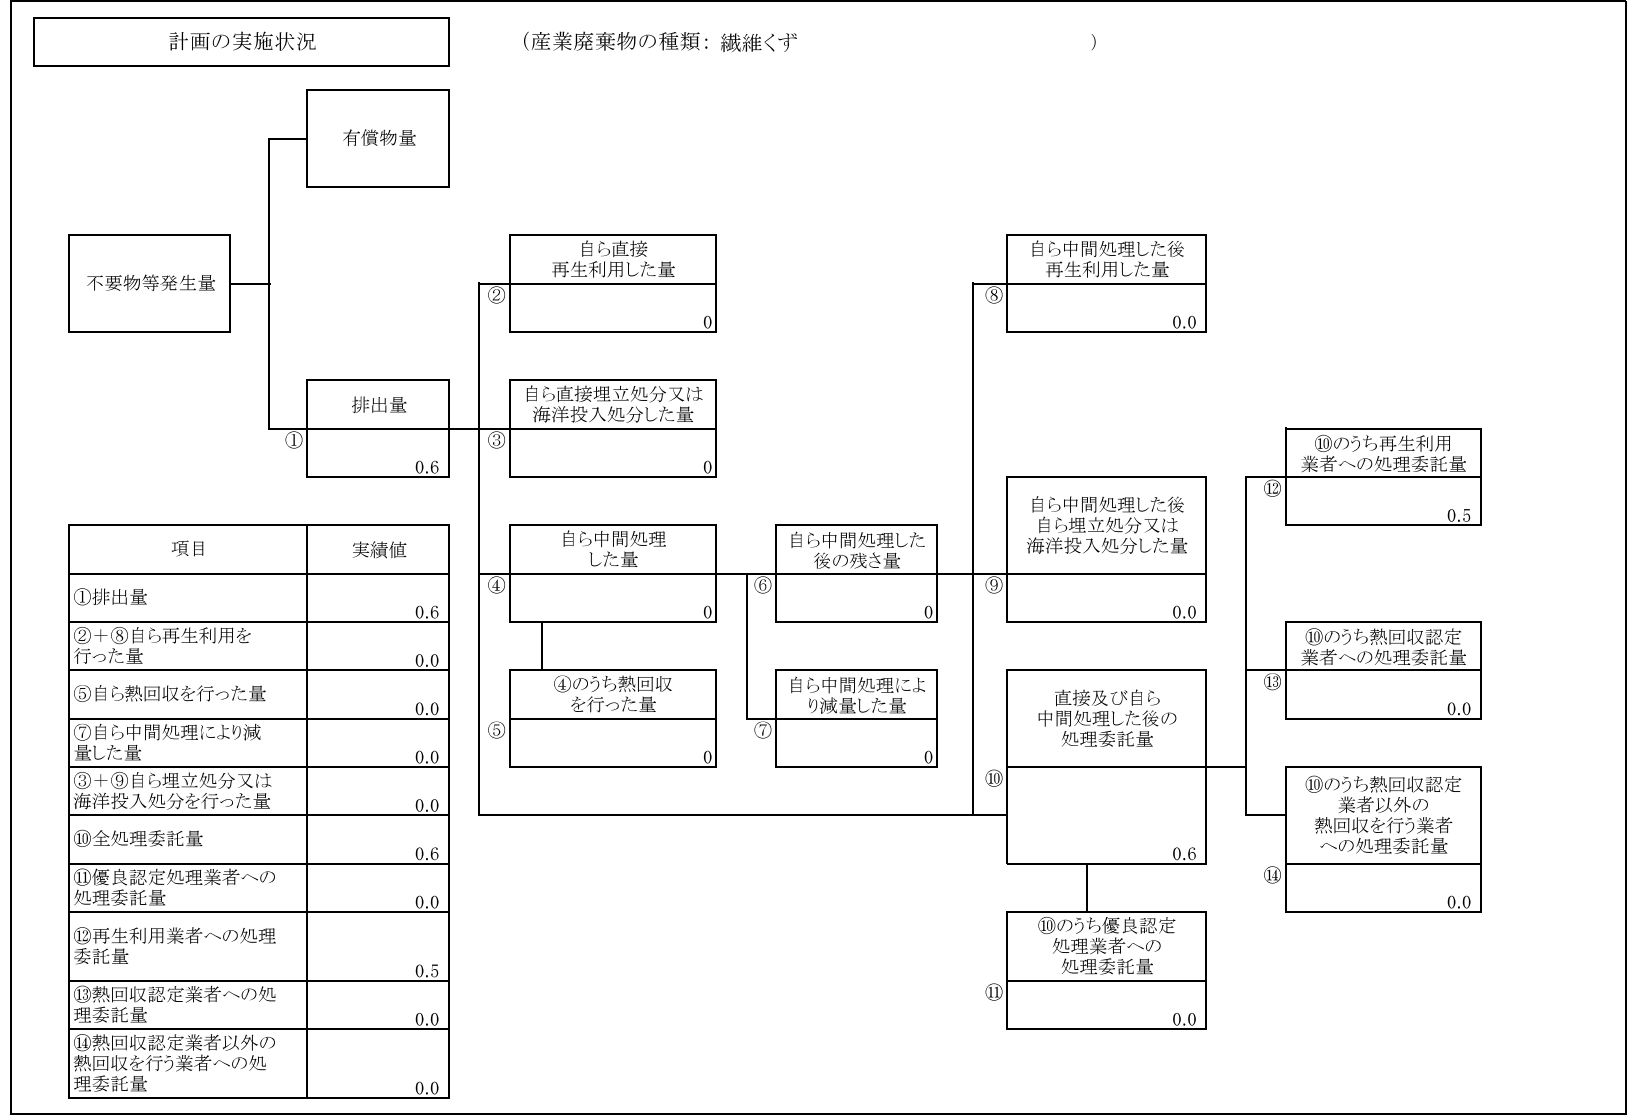 計画の実施状況
（産業廃棄物の種類： 繊維くず ）
有償物量
不要物等発生量
自ら直接
再生利用した量
②
0
自ら中間処理した後
再生利用した量
⑧
0.0
排出量
①
0.6
自ら直接埋立処分又は
海洋投入処分した量
③
0
⑩のうち再生利用
業者への処理委託量
⑫
0.5
自ら中間処理した後
自ら埋立処分又は
海洋投入処分した量
⑨
0.0
自ら中間処理
した量
④
0
自ら中間処理した
後の残さ量
⑥
0
⑩のうち熱回収認定
業者への処理委託量
⑬
0.0
④のうち熱回収
を行った量
⑤
0
自ら中間処理によ
り減量した量
⑦
0
直接及び自ら
中間処理した後の
処理委託量
⑩
0.6
⑩のうち熱回収認定
業者以外の
熱回収を行う業者
への処理委託量
⑭
0.0
⑩のうち優良認定
処理業者への
処理委託量
⑪
0.0
項目 実績値
①排出量
0.6
②＋⑧自ら再生利用を
行った量
0.0
⑤自ら熱回収を行った量
0.0
⑦自ら中間処理により減
量した量
0.0
③＋⑨自ら埋立処分又は
海洋投入処分を行った量
0.0
⑩全処理委託量
0.6
⑪優良認定処理業者への
処理委託量
0.0
⑫再生利用業者への処理
委託量
0.5
⑬熱回収認定業者への処
理委託量
0.0
⑭熱回収認定業者以外の
熱回収を行う業者への処
理委託量
0.0